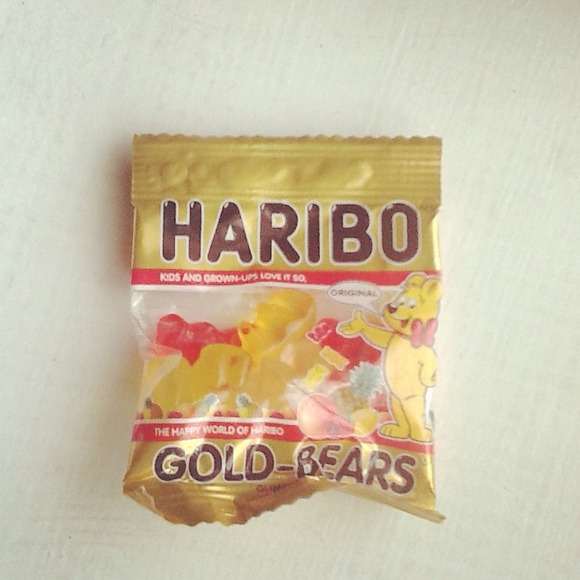 HARIBO
KIDS AND GROWN-UPS LOVE IT SO,
ORIGINAL
THE HAPPY WORLD OF HARIBO
GOLD-BEARS